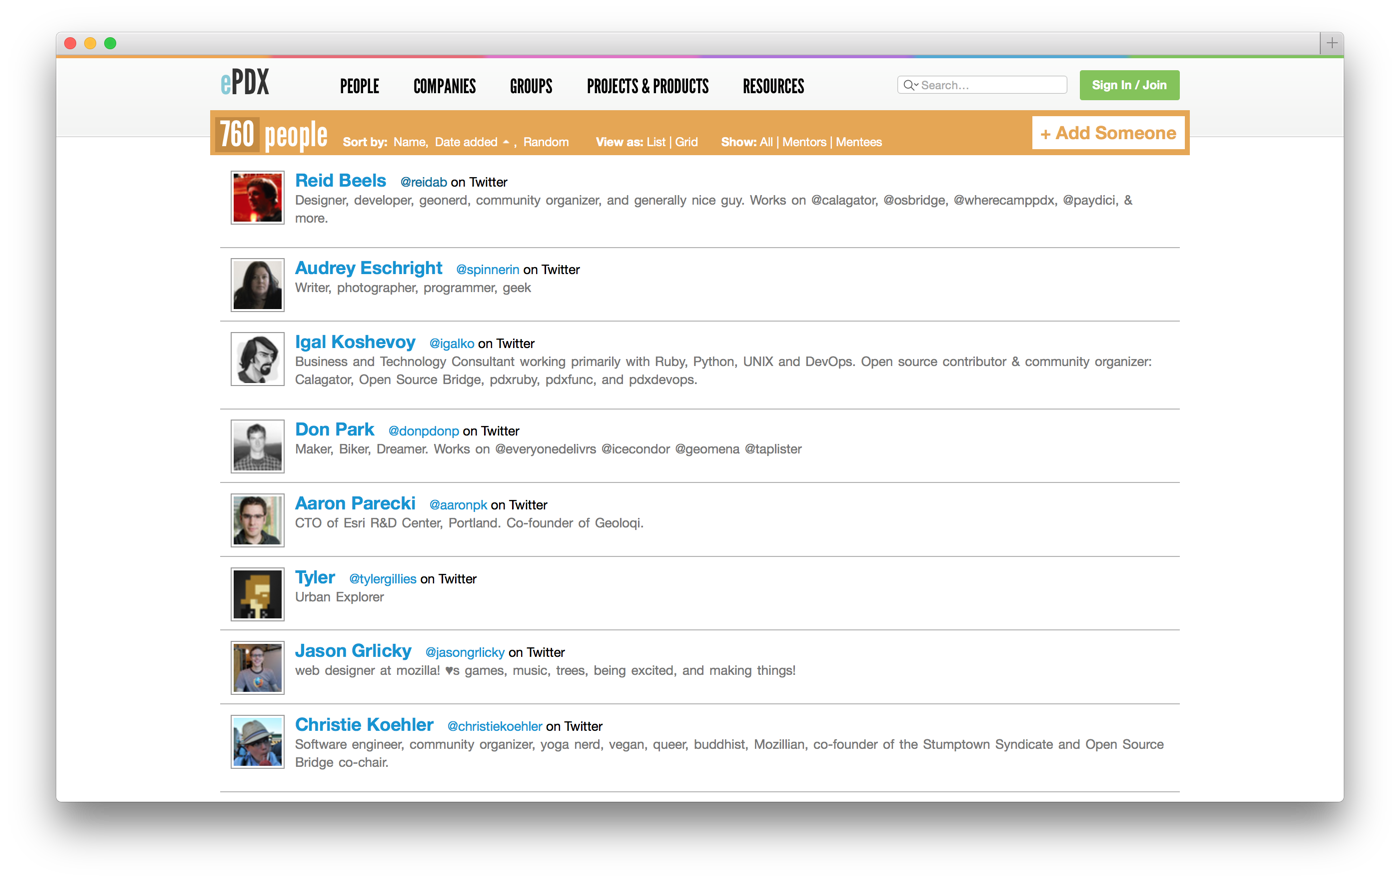 ePDX PEOPLE COMPANIES GROUPS PROJECTS & PRODUCTS RESOURCES Search... Sign In / Join
760 people Sort by: Name, Date added , Random View as: List | Grid Show: All | Mentors | Mentees + Add Someone
Reid Beels @reidab on Twitter
Designer, developer, geonerd, community organizer, and generally nice guy. Works on @calagator, @osbridge, @wherecamppdx, @paydici, &
more.
Audrey Eschright @spinnerin on Twitter
Writer, photographer, programmer, geek
Igal Koshevoy @igalko on Twitter
Business and Technology Consultant working primarily with Ruby, Python, UNIX and DevOps. Open source contributor & community organizer:
Calagator, Open Source Bridge, pdxruby, pdxfunc, and pdxdevops.
Don Park @donpdonp on Twitter
Maker, Biker, Dreamer. Works on @everyonedelivrs @icecondor @geomena @taplister
Aaron Parecki @aaronpk on Twitter
CTO of Esri R&D Center, Portland. Co-founder of Geoloqi.
Tyler @tylergillies on Twitter
Urban Explorer
Jason Grlicky @jasongrlicky on Twitter
web designer at mozilla! ♥s games, music, trees, being excited, and making things!
Christie Koehler @christiekoehler on Twitter
Software engineer, community organizer, yoga nerd, vegan, queer, buddhist, Mozillian, co-founder of the Stumptown Syndicate and Open Source
Bridge co-chair.